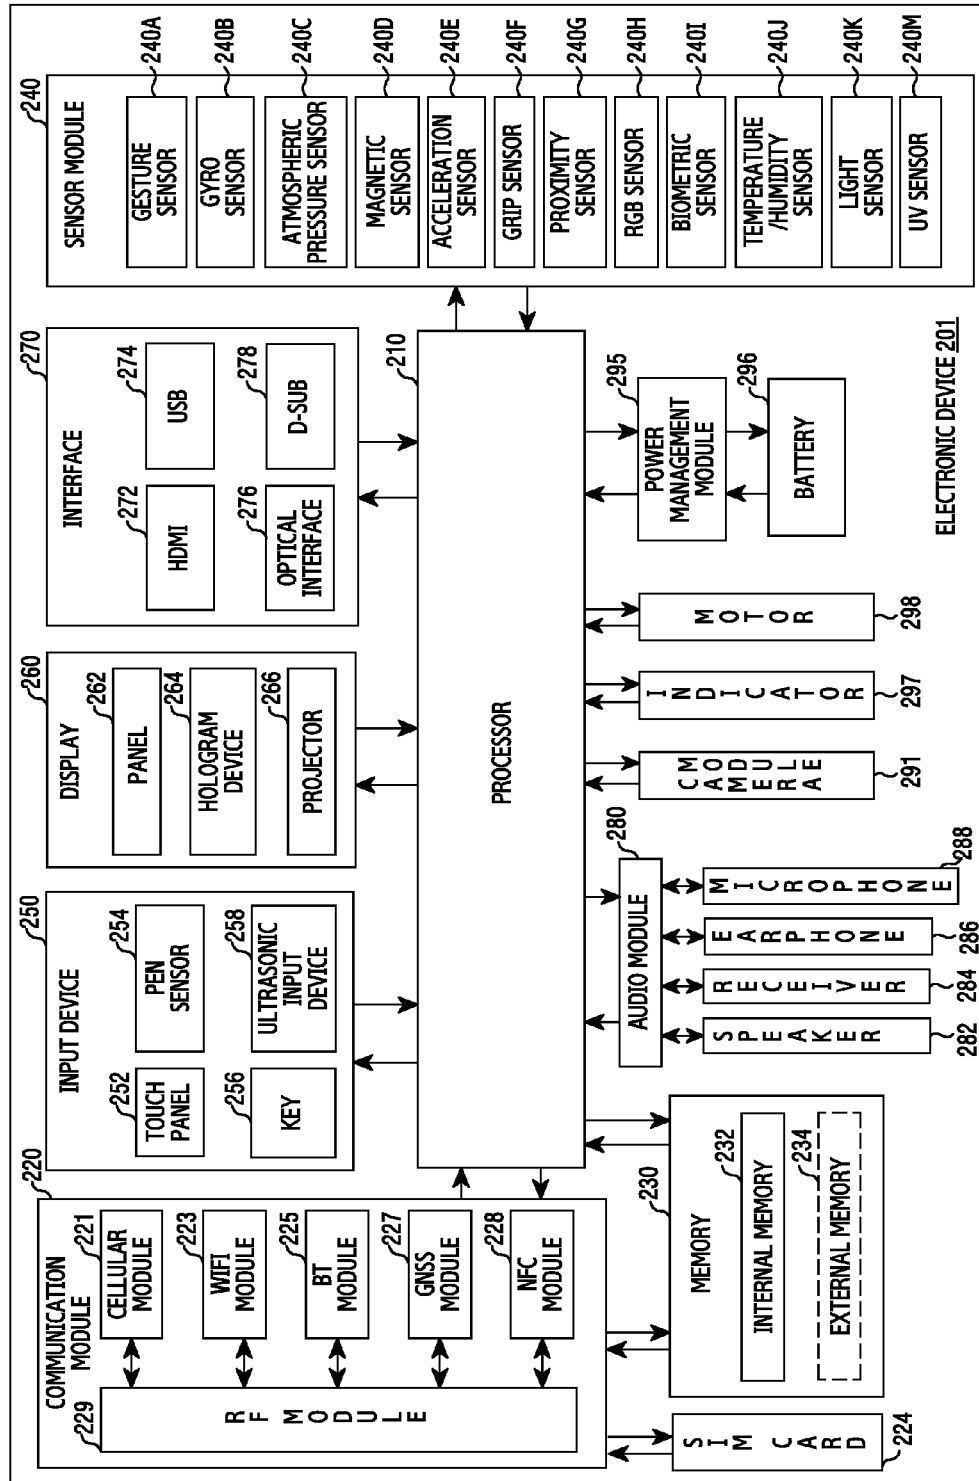 COMMUNICATION
MODULE
220
229
RF MODULE
221
CELLULAR
MODULE
223
WIFI
MODULE
225
BT
MODULE
227
GNSS
MODULE
228
NFC
MODULE
SIM CARD
224
INPUT DEVICE
250
252
TOUCH
PANEL
254
PEN
SENSOR
256
KEY
258
ULTRASONIC
INPUT
DEVICE
DISPLAY
260
262
PANEL
264
HOLOGRAM
DEVICE
266
PROJECTOR
INTERFACE
270
272
HDMI
274
USB
276
OPTICAL
INTERFACE
278
D-SUB
SENSOR MODULE
240
GESTURE
SENSOR
240A
GYRO
SENSOR
240B
ATMOSPHERIC
PRESSURE SENSOR
240C
MAGNETIC
SENSOR
240D
ACCELERATION
SENSOR
240E
GRIP SENSOR
240F
PROXIMITY
SENSOR
240G
RGB SENSOR
240H
BIOMETRIC
SENSOR
240I
TEMPERATURE
/HUMIDITY
SENSOR
240J
LIGHT
SENSOR
240K
UV SENSOR
240M
PROCESSOR
210
MEMORY
230
232
INTERNAL MEMORY
234
EXTERNAL MEMORY
AUDIO MODULE
280
SPEAKER
282
RECEIVER
284
EARPHONE
286
MICROPHONE
288
CAMERA
MODULE
291
INDICATOR
297
MOTOR
298
295
POWER
MANAGEMENT
MODULE
296
BATTERY
ELECTRONIC DEVICE 201